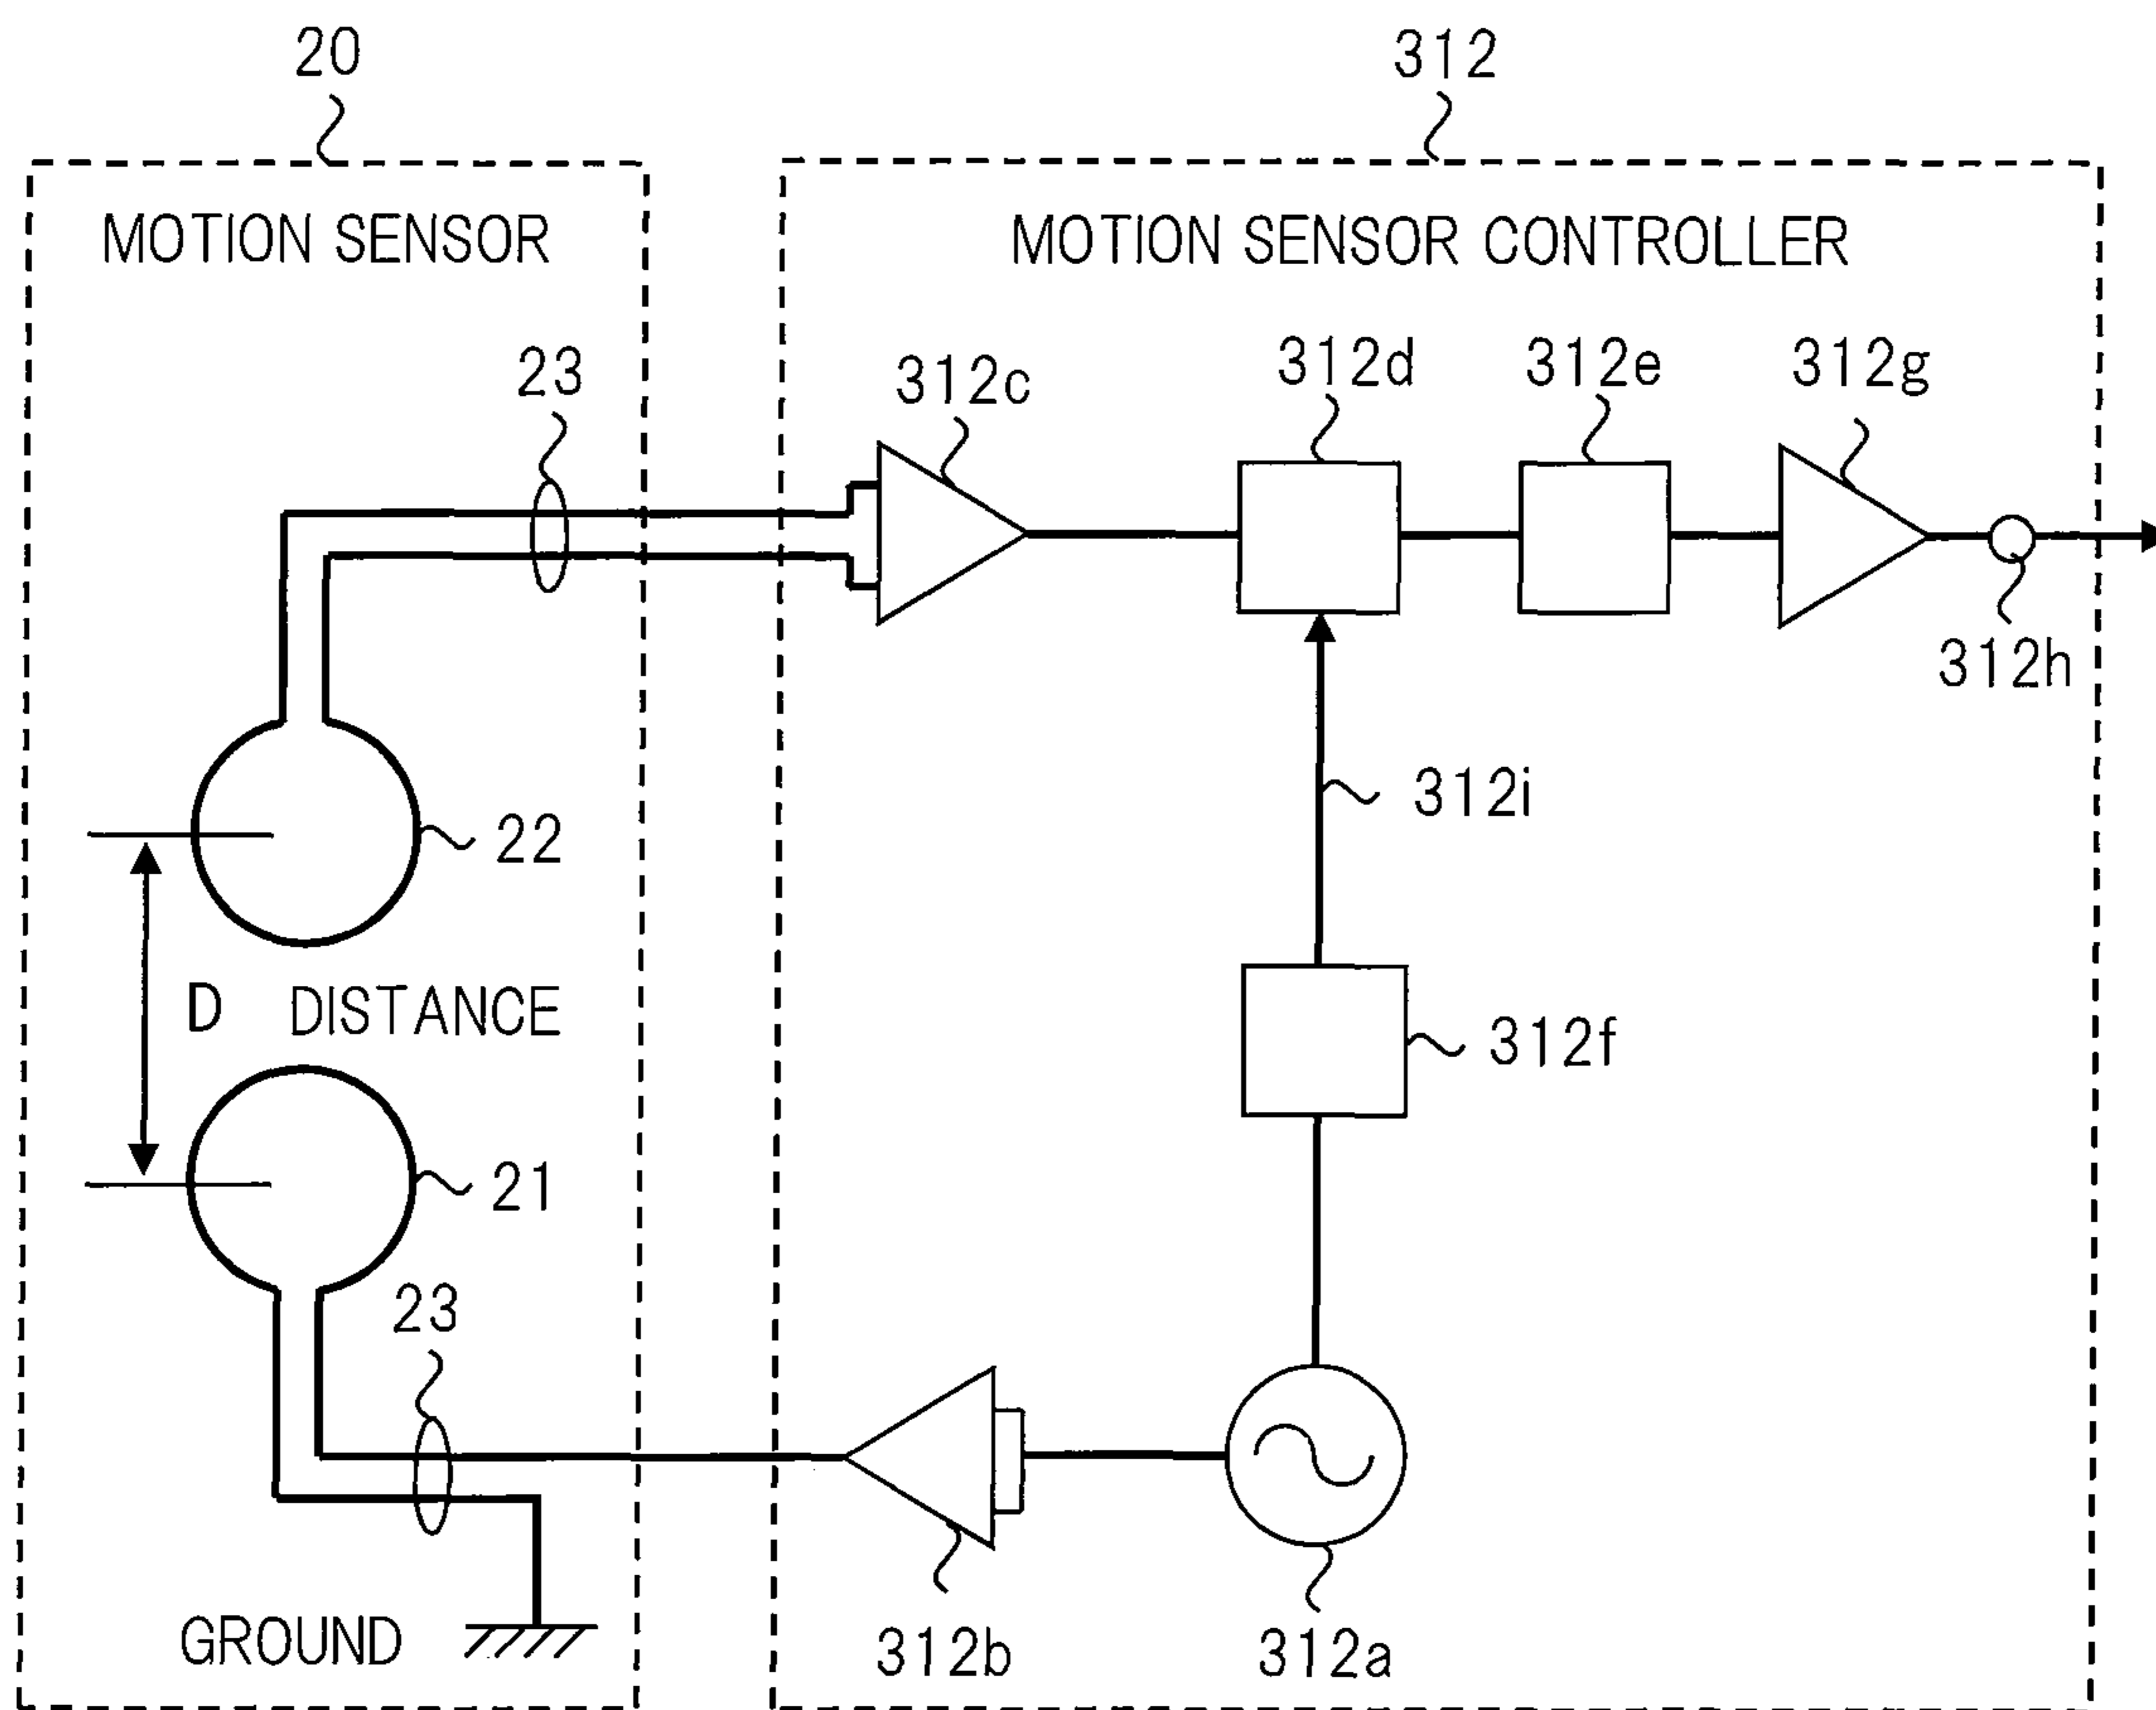 20
312
MOTION SENSOR
MOTION SENSOR CONTROLLER
23
312c
312d
312e
312g
312h
312i
22
D DISTANCE
312f
21
23
GROUND
312b
312a